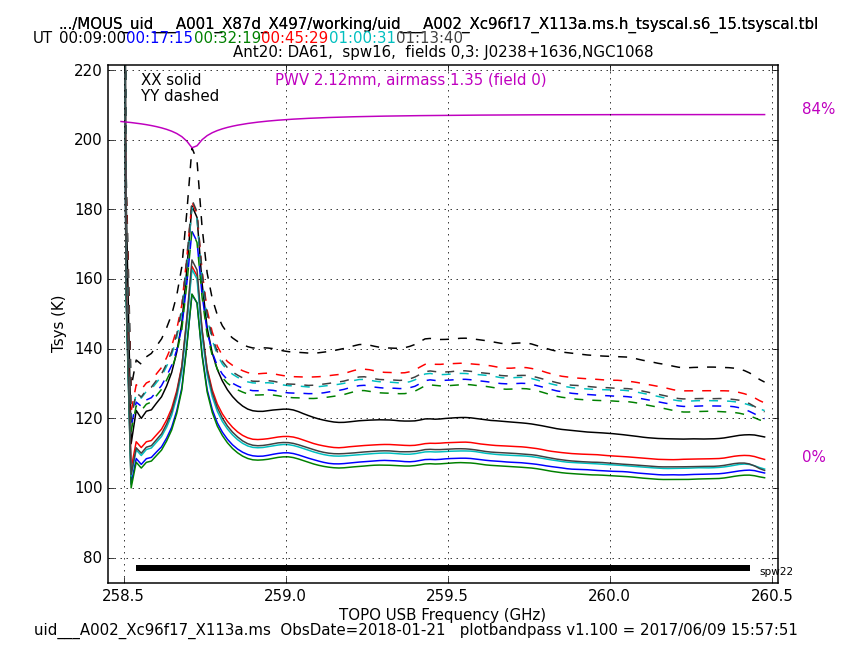 .../MOUS_uid___A001_X87d_X497/working/uid___A002_Xc96f17_X113a.ms.h_tsyscal.s6_15.tsyscal.tbl
UT 00:09:00 00:17:15 00:32:19 00:45:29 01:00:31 01:13:40
Ant20: DA61,  spw16,  fields 0,3: J0238+1636,NGC1068
XX solid
YY dashed
PWV 2.12mm, airmass 1.35 (field 0)
84%
0%
220
200
180
160
140
120
100
80
Tsys (K)
spw22
258.5 259.0 259.5 260.0 260.5
TOPO USB Frequency (GHz)
uid___A002_Xc96f17_X113a.ms  ObsDate=2018-01-21   plotbandpass v1.100 = 2017/06/09 15:57:51